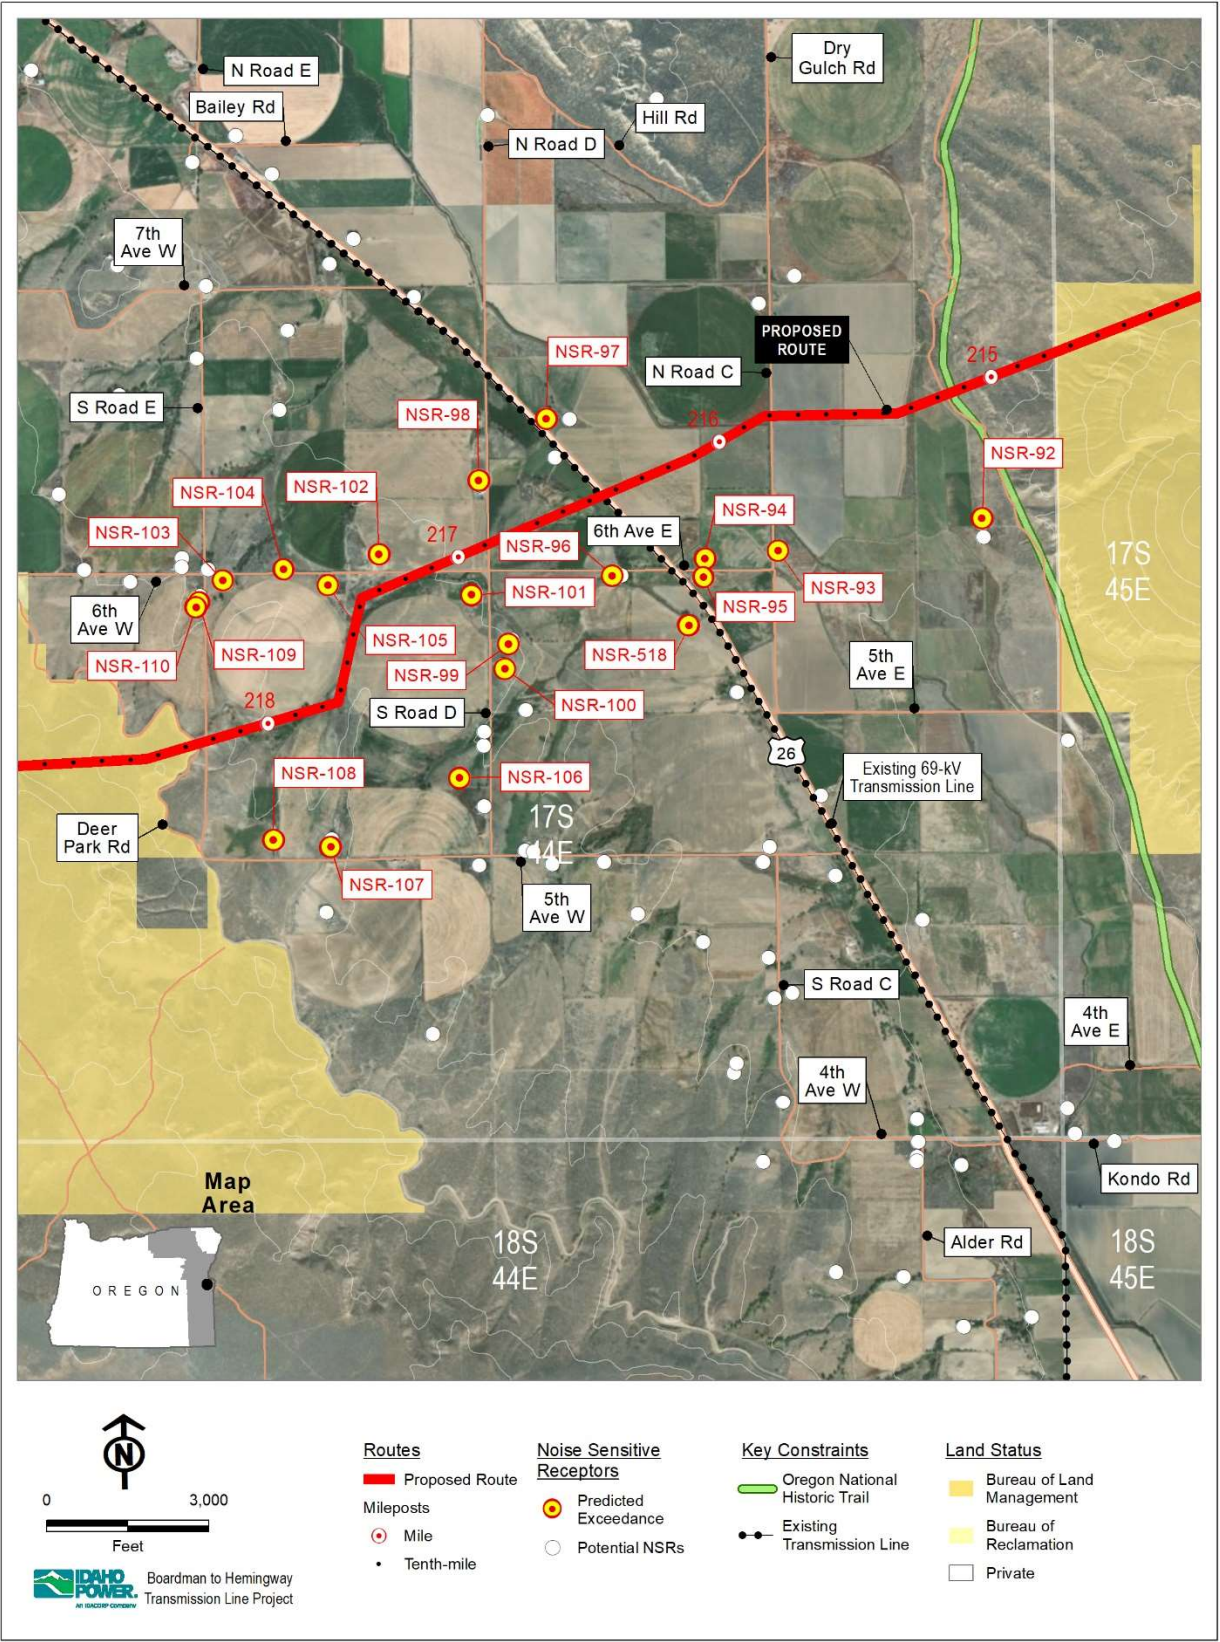 N Road E
Bailey Rd
N Road D
Hill Rd
Dry
Gulch Rd
7th
Ave W
PROPOSED
ROUTE
215
NSR-97
N Road C
S Road E
NSR-98
216
NSR-92
NSR-104
NSR-102
NSR-94
NSR-103
217
6th Ave E
NSR-96
17S
45E
NSR-93
NSR-101
NSR-95
6th
Ave W
NSR-105
NSR-110
NSR-109
NSR-99
NSR-518
5th
Ave E
NSR-100
218
S Road D
26
Existing 69-kV
Transmission Line
NSR-108
NSR-106
17S
44E
Deer
Park Rd
NSR-107
5th
Ave W
S Road C
4th
Ave E
4th
Ave W
Kondo Rd
Map
Area
OREGON
18S
44E
Alder Rd
18S
45E
N
0 3,000
Feet
IDAHO
POWER.
AN IDACORP Company
Boardman to Hemingway
Transmission Line Project
Routes
Proposed Route
Mileposts
Mile
Tenth-mile
Noise Sensitive
Receptors
Predicted
Exceedance
Potential NSRs
Key Constraints
Oregon National
Historic Trail
Existing
Transmission Line
Land Status
Bureau of Land
Management
Bureau of
Reclamation
Private